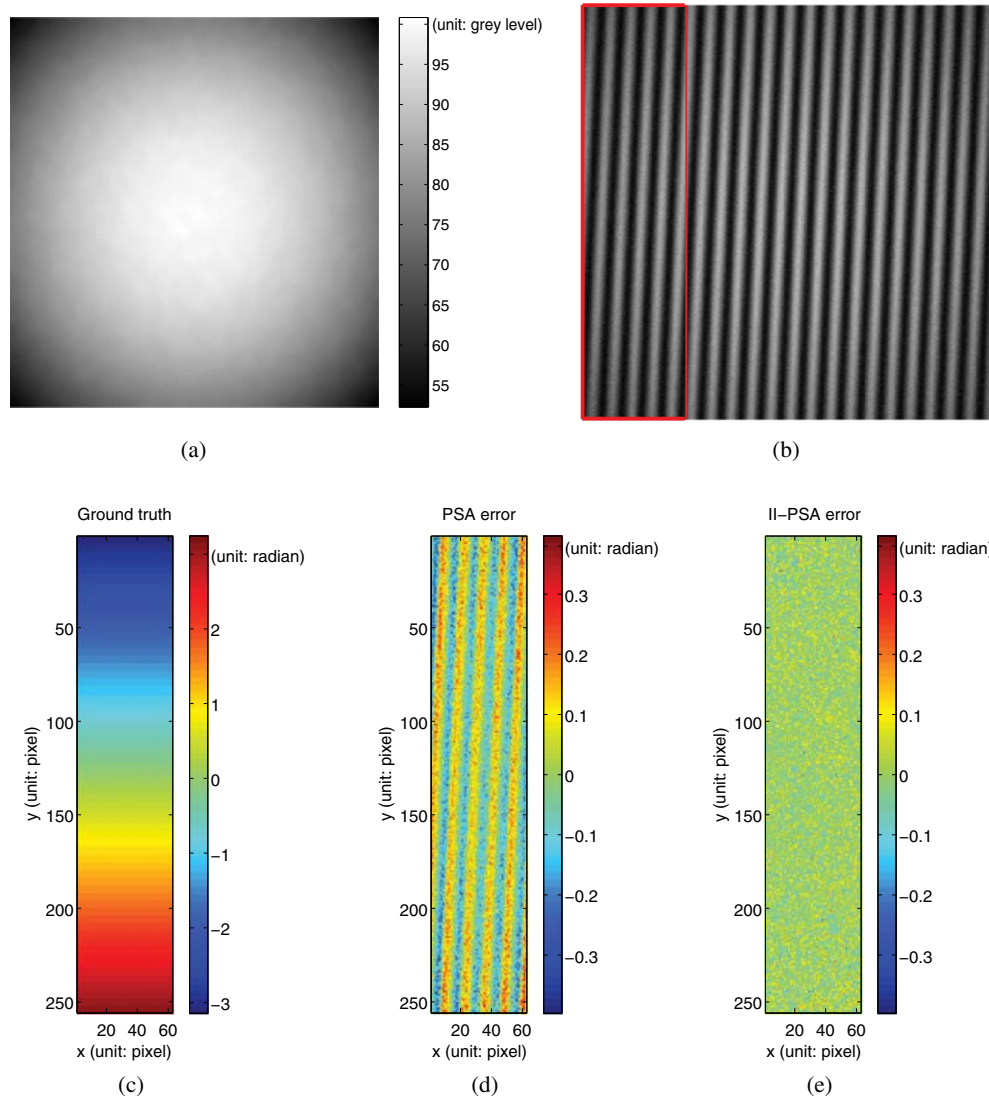 (unit: grey level)
95
90
85
80
75
70
65
60
55
(a)
(b)
Ground truth
(unit: radian)
2
1
0
−1
−2
−3
50
100
150
200
250
y (unit: pixel)
20 40 60
x (unit: pixel)
(c)
PSA error
(unit: radian)
0.3
0.2
0.1
0
−0.1
−0.2
−0.3
50
100
150
200
250
y (unit: pixel)
20 40 60
x (unit: pixel)
(d)
II−PSA error
(unit: radian)
0.3
0.2
0.1
0
−0.1
−0.2
−0.3
50
100
150
200
250
y (unit: pixel)
20 40 60
x (unit: pixel)
(e)